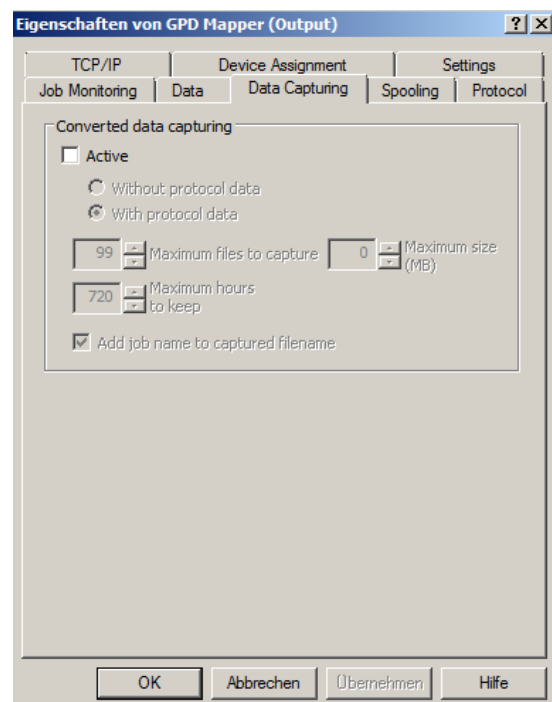 Eigenschaften von GPD Mapper (Output)
TCP/IP Device Assignment Settings
Job Monitoring Data Data Capturing Spooling Protocol
Converted data capturing
Active
Without protocol data
With protocol data
99 Maximum files to capture 0 Maximum size
(MB)
720 Maximum hours
to keep
Add job name to captured filename
OK Abbrechen Übernehmen Hilfe